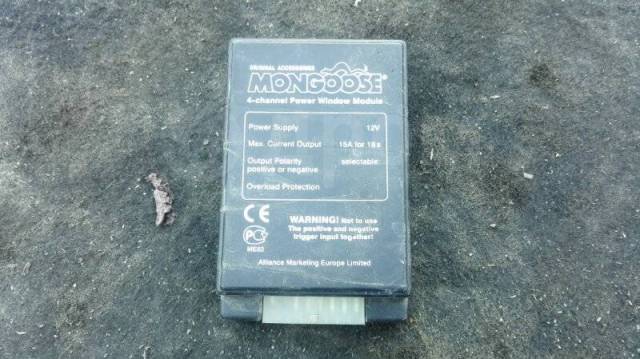 ORIGINAL ACCESSORIES
MONGOOSE®
4-channel Power Window Module
Power Supply 12V
Max. Current Output 15A for 18s
Output Polarity selectable:
positive or negative
Overload Protection
CE WARNING! Not to use
The positive and negative
trigger input together!
ME62
Alliance Marketing Europe Limited